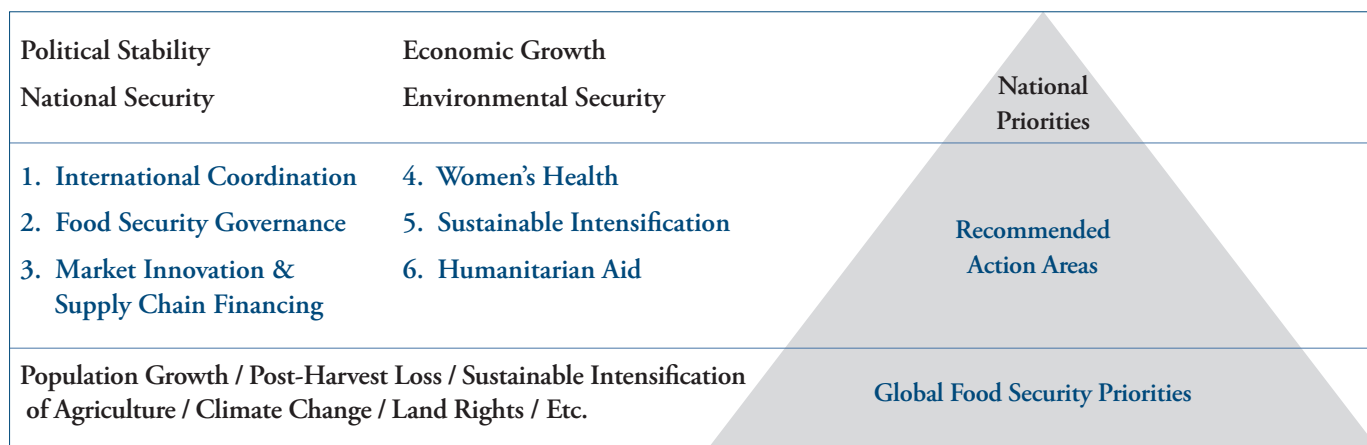 Political Stability
Economic Growth
National Security
Environmental Security
National
Priorities
1. International Coordination
2. Food Security Governance
3. Market Innovation &
Supply Chain Financing
4. Women’s Health
5. Sustainable Intensification
6. Humanitarian Aid
Recommended
Action Areas
Population Growth / Post-Harvest Loss / Sustainable Intensification
of Agriculture / Climate Change / Land Rights / Etc.
Global Food Security Priorities